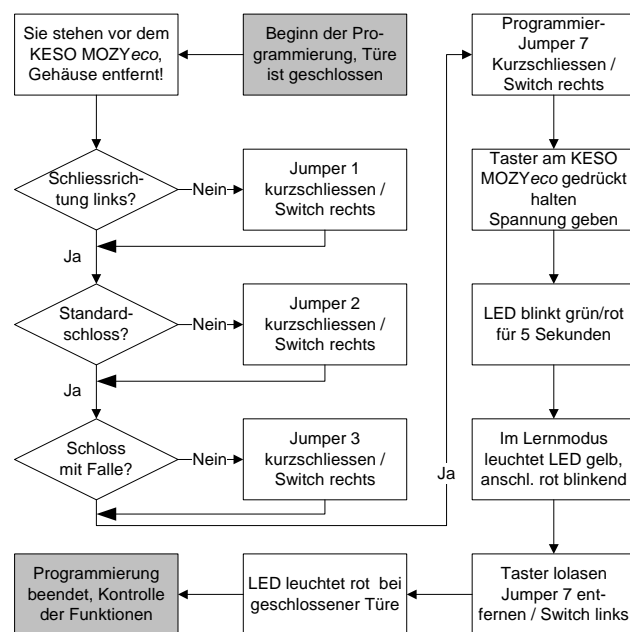 Sie stehen vor dem
KESO MOZYeco,
Gehäuse entfernt!
Beginn der Pro-
grammierung, Türe
ist geschlossen
Schliessrich-
tung links?
Nein
Jumper 1
kurzschliessen /
Switch rechts
Ja
Standard-
schloss?
Nein
Jumper 2
kurzschliessen /
Switch rechts
Ja
Schloss
mit Falle?
Nein
Jumper 3
kurzschliessen /
Switch rechts
Ja
Programmier-
Jumper 7
Kurzschliessen /
Switch rechts
Taster am KESO
MOZYeco gedrückt
halten
Spannung geben
LED blinkt grün/rot
für 5 Sekunden
Im Lernmodus
leuchtet LED gelb,
anschl. rot blinkend
Taster lolasen
Jumper 7 ent-
fernen / Switch links
LED leuchtet rot bei
geschlossener Türe
Programmierung
beendet, Kontrolle
der Funktionen